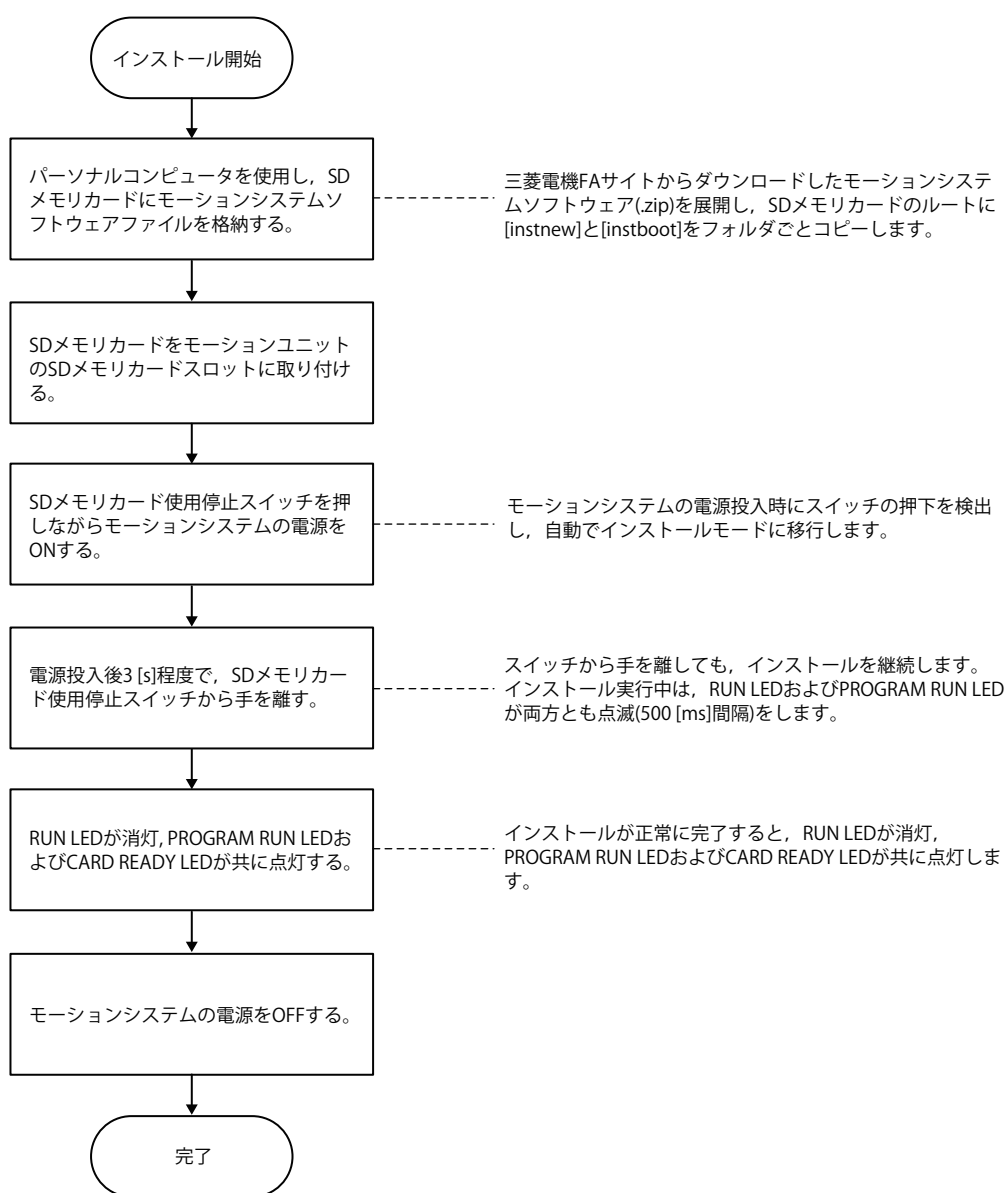 インストール開始
パーソナルコンピュータを使用し，SD
メモリカードにモーションシステムソ
フトウェアファイルを格納する。
三菱電機FAサイトからダウンロードしたモーションシステ
ムソフトウェア(.zip)を展開し，SDメモリカードのルートに
[instnew]と[instboot]をフォルダごとコピーします。
SDメモリカードをモーションユニット
のSDメモリカードスロットに取り付け
る。
SDメモリカード使用停止スイッチを押
しながらモーションシステムの電源を
ONする。
モーションシステムの電源投入時にスイッチの押下を検出
し，自動でインストールモードに移行します。
電源投入後3 [s]程度で，SDメモリカー
ド使用停止スイッチから手を離す。
スイッチから手を離しても，インストールを継続します。
インストール実行中は，RUN LEDおよびPROGRAM RUN LED
が両方とも点滅(500 [ms]間隔)をします。
RUN LEDが消灯, PROGRAM RUN LEDお
よびCARD READY LEDが共に点灯する。
インストールが正常に完了すると，RUN LEDが消灯,
PROGRAM RUN LEDおよびCARD READY LEDが共に点灯しま
す。
モーションシステムの電源をOFFする。
完了